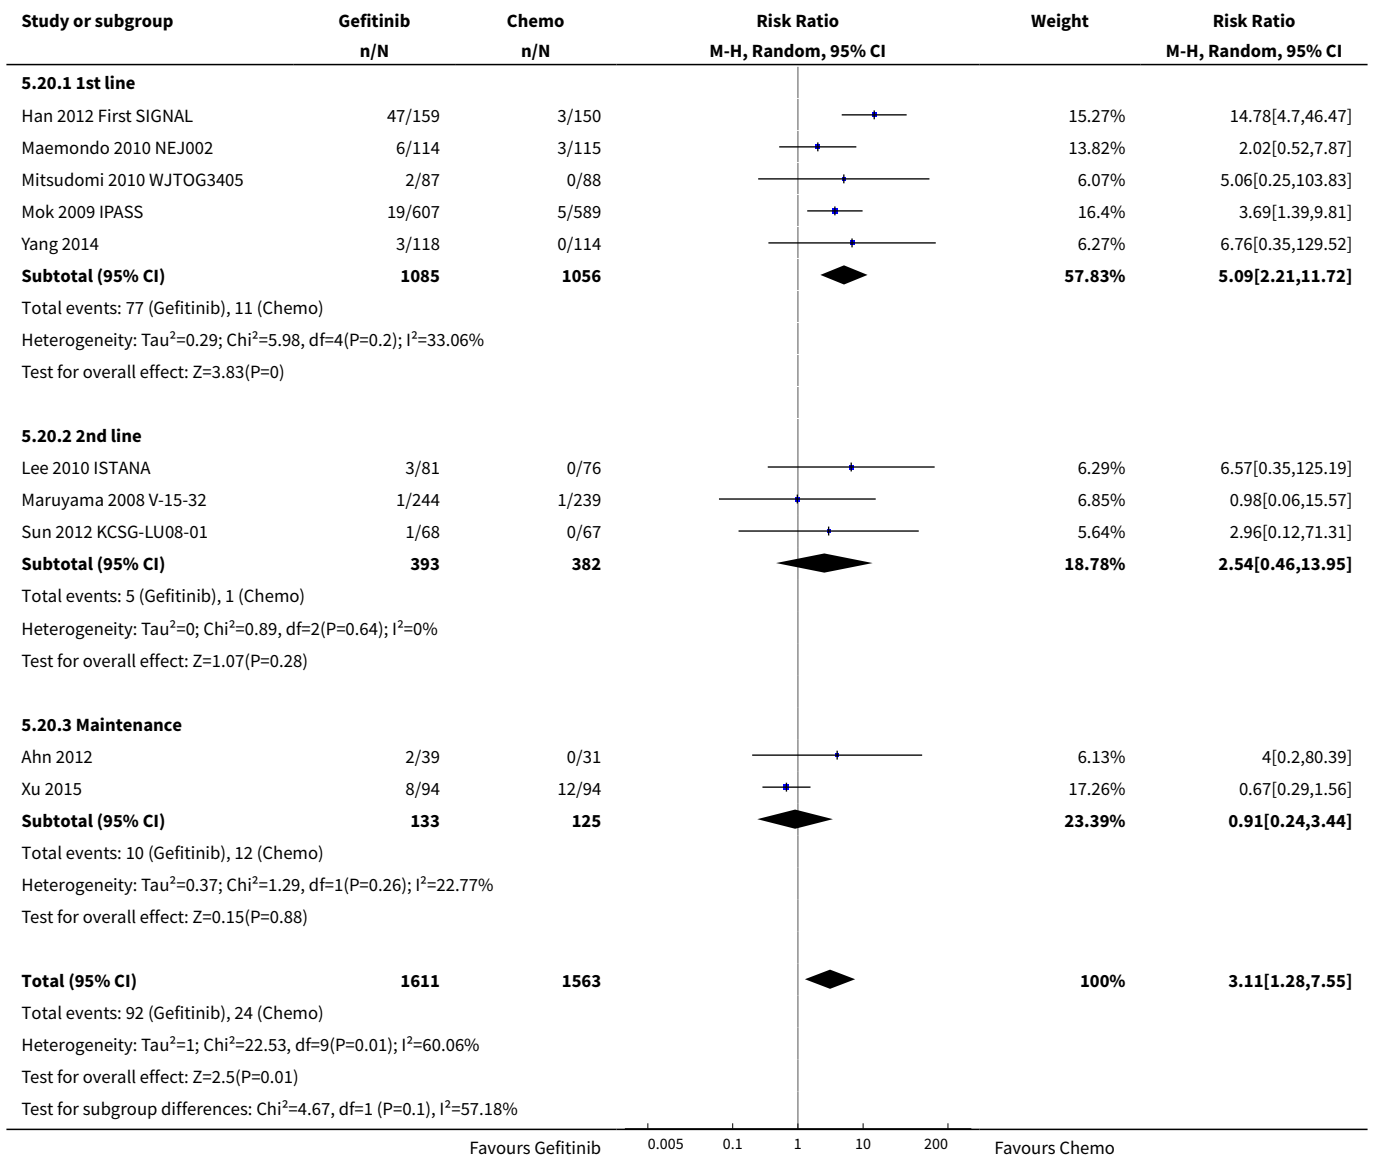 Study or subgroup Gefitinib Chemo Risk Ratio Weight Risk Ratio
n/N n/N M-H, Random, 95% CI M-H, Random, 95% CI
5.20.1 1st line
Han 2012 First SIGNAL 47/159 3/150 15.27% 14.78[4.7,46.47]
Maemondo 2010 NEJ002 6/114 3/115 13.82% 2.02[0.52,7.87]
Mitsudomi 2010 WJTOG3405 2/87 0/88 6.07% 5.06[0.25,103.83]
Mok 2009 IPASS 19/607 5/589 16.4% 3.69[1.39,9.81]
Yang 2014 3/118 0/114 6.27% 6.76[0.35,129.52]
Subtotal (95% CI) 1085 1056 57.83% 5.09[2.21,11.72]
Total events: 77 (Gefitinib), 11 (Chemo)
Heterogeneity: Tau²=0.29; Chi²=5.98, df=4(P=0.2); I²=33.06%
Test for overall effect: Z=3.83(P=0)
5.20.2 2nd line
Lee 2010 ISTANA 3/81 0/76 6.29% 6.57[0.35,125.19]
Maruyama 2008 V-15-32 1/244 1/239 6.85% 0.98[0.06,15.57]
Sun 2012 KCSG-LU08-01 1/68 0/67 5.64% 2.96[0.12,71.31]
Subtotal (95% CI) 393 382 18.78% 2.54[0.46,13.95]
Total events: 5 (Gefitinib), 1 (Chemo)
Heterogeneity: Tau²=0; Chi²=0.89, df=2(P=0.64); I²=0%
Test for overall effect: Z=1.07(P=0.28)
5.20.3 Maintenance
Ahn 2012 2/39 0/31 6.13% 4[0.2,80.39]
Xu 2015 8/94 12/94 17.26% 0.67[0.29,1.56]
Subtotal (95% CI) 133 125 23.39% 0.91[0.24,3.44]
Total events: 10 (Gefitinib), 12 (Chemo)
Heterogeneity: Tau²=0.37; Chi²=1.29, df=1(P=0.26); I²=22.77%
Test for overall effect: Z=0.15(P=0.88)
Total (95% CI) 1611 1563 100% 3.11[1.28,7.55]
Total events: 92 (Gefitinib), 24 (Chemo)
Heterogeneity: Tau²=1; Chi²=22.53, df=9(P=0.01); I²=60.06%
Test for overall effect: Z=2.5(P=0.01)
Test for subgroup differences: Chi²=4.67, df=1 (P=0.1), I²=57.18%
Favours Gefitinib 0.005 0.1 1 10 200 Favours Chemo